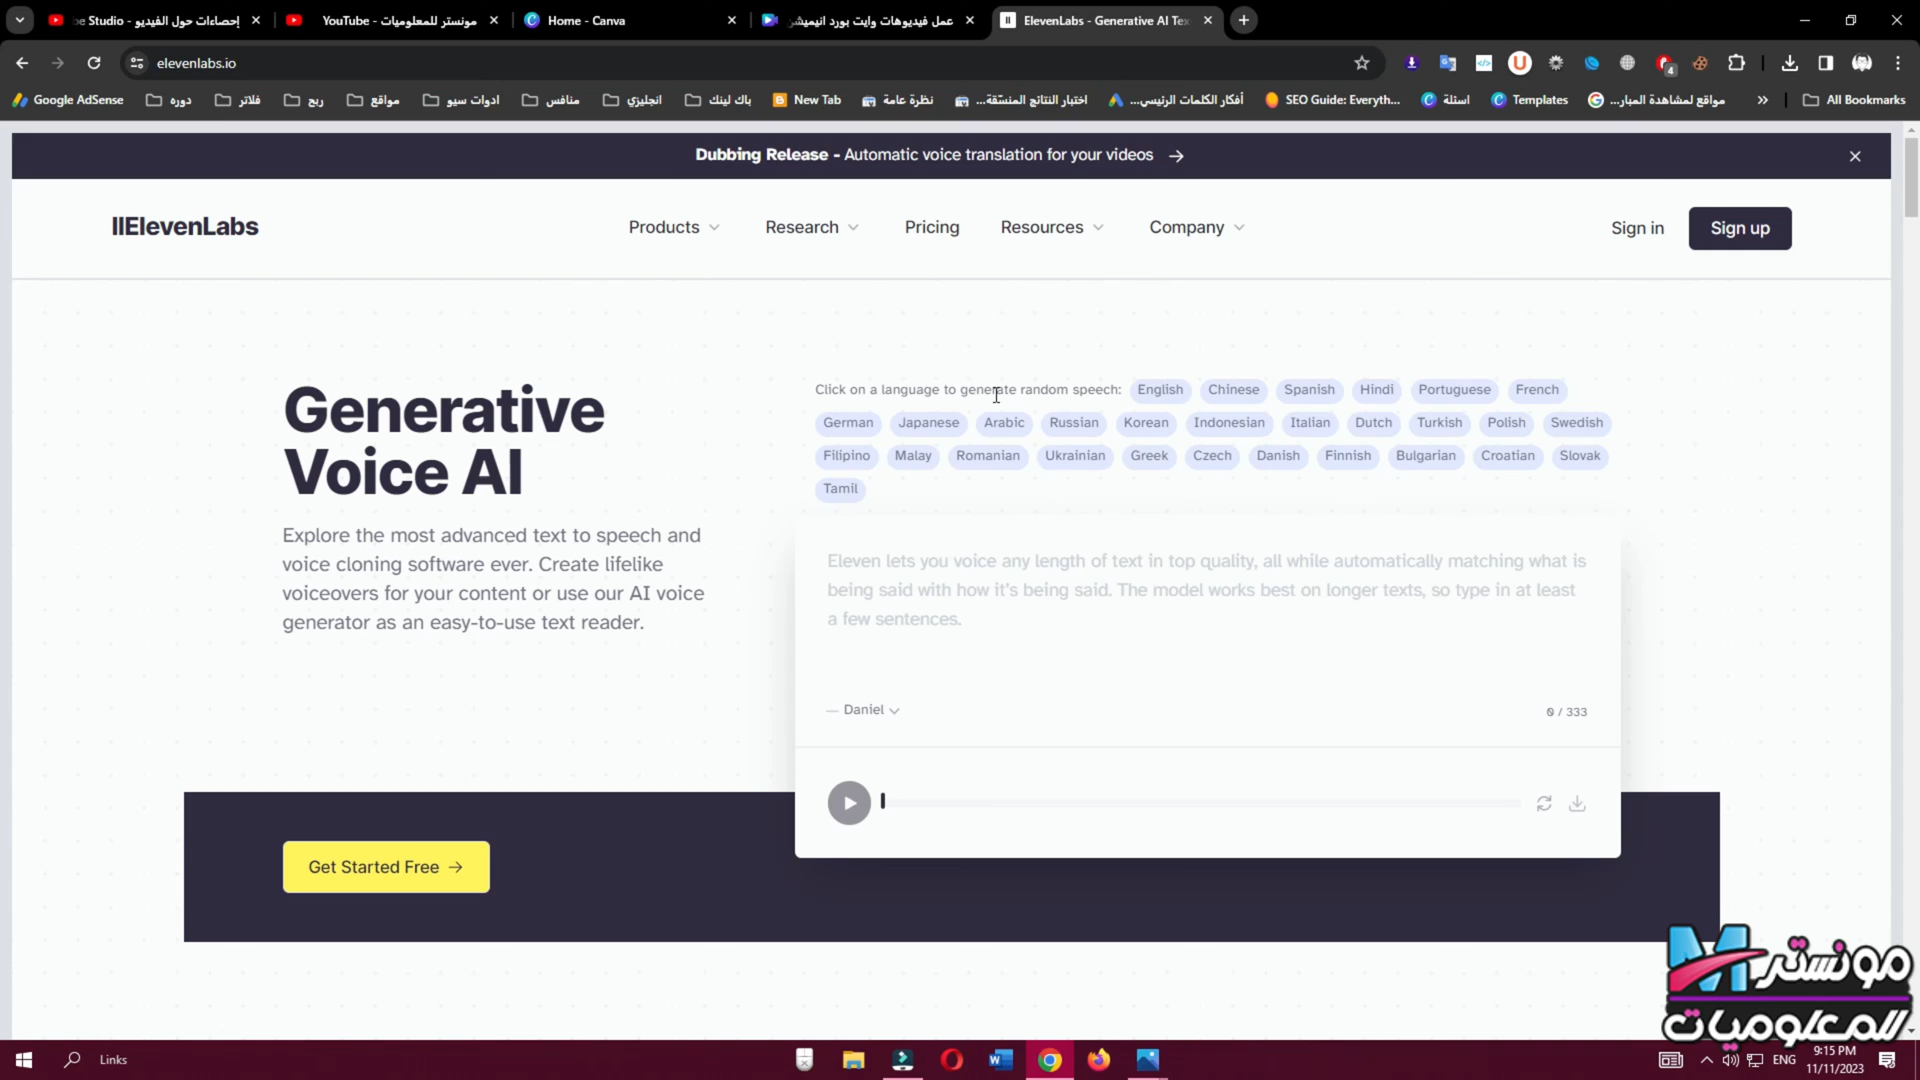 إحصاءات حول الفيديو - be Studio
مونستر للمعلوميات - YouTube
Home - Canva
عمل فيديوهات وايت بورد انيميشن
ElevenLabs - Generative AI Te
elevenlabs.io
4
Google AdSense
دوره
فلاتر
ربح
مواقع
ادوات سيو
منافس
انجليزي
باك لينك
New Tab
نظرة عامة
اختبار النتائج المنسّقة...
أفكار الكلمات الرئيسي...
SEO Guide: Everyth...
اسئلة
Templates
مواقع لمشاهدة المبار...
All Bookmarks
Dubbing Release - Automatic voice translation for your videos →
IIElevenLabs
Products
Research
Pricing
Resources
Company
Sign in
Sign up
Generative
Voice AI
Explore the most advanced text to speech and
voice cloning software ever. Create lifelike
voiceovers for your content or use our AI voice
generator as an easy-to-use text reader.
Click on a language to generate random speech: English Chinese Spanish Hindi Portuguese French
German Japanese Arabic Russian Korean Indonesian Italian Dutch Turkish Polish Swedish
Filipino Malay Romanian Ukrainian Greek Czech Danish Finnish Bulgarian Croatian Slovak
Tamil
Eleven lets you voice any length of text in top quality, all while automatically matching what is
being said with how it's being said. The model works best on longer texts, so type in at least
a few sentences.
— Daniel
0 / 333
Get Started Free →
مونستر
للمعلوميات
Links
ENG
9:15 PM
11/11/2023